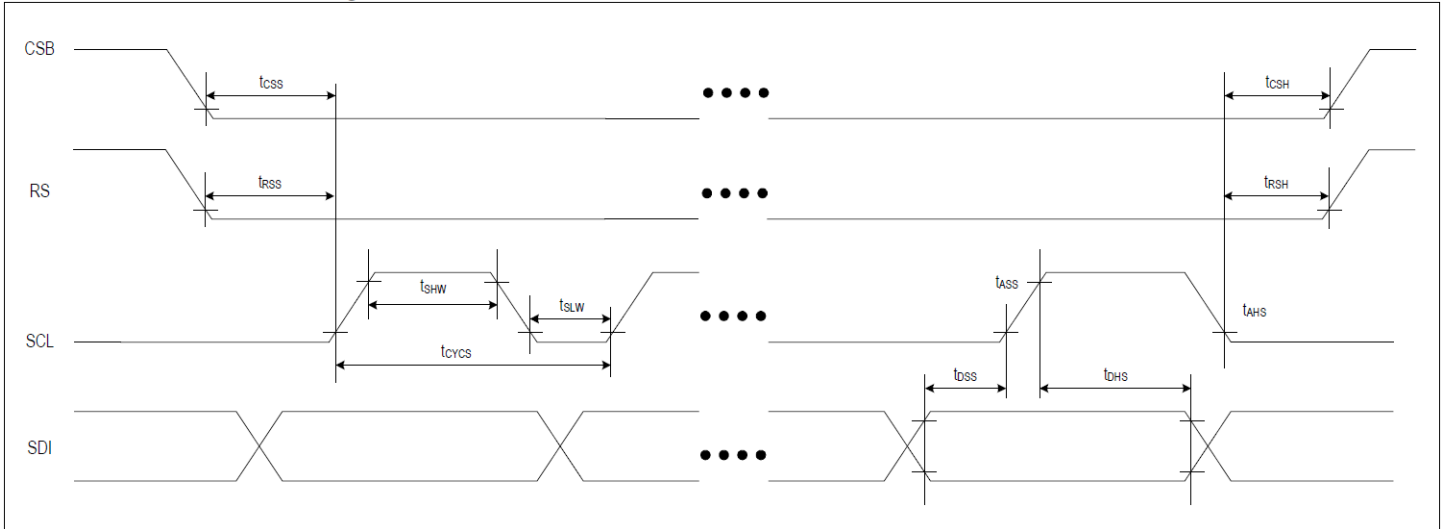 CSB
tCSS
tCSH
RS
tRSS
tRSH
tSHW
tSLW
tASS
tAHS
SCL
tCYCS
tDSS
tDHS
SDI